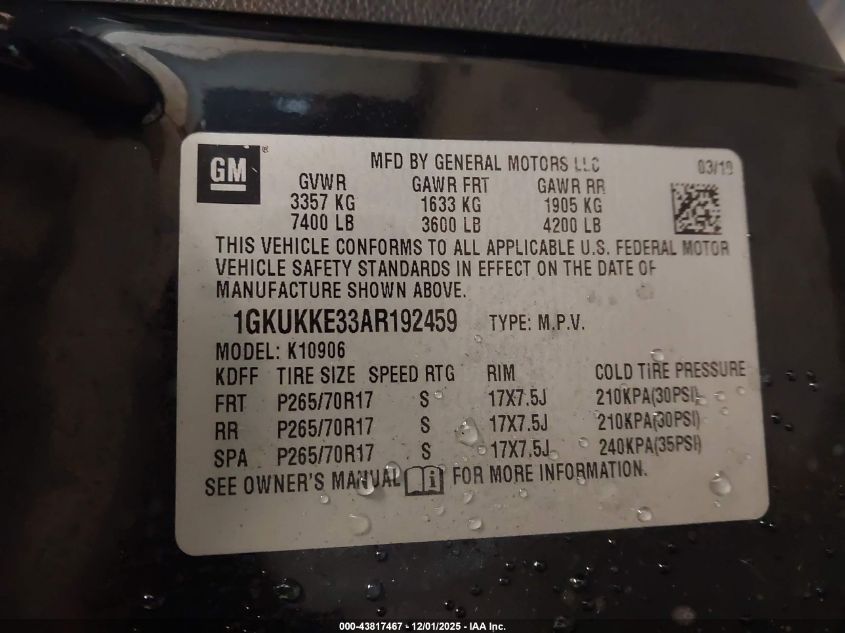 GM®
MFD BY GENERAL MOTORS LLC 03/10
GVWR GAWR FRT GAWR RR
3357 KG 1633 KG 1905 KG
7400 LB 3600 LB 4200 LB
THIS VEHICLE CONFORMS TO ALL APPLICABLE U.S. FEDERAL MOTOR
VEHICLE SAFETY STANDARDS IN EFFECT ON THE DATE OF
MANUFACTURE SHOWN ABOVE.
1GKUKKE33AR192459 TYPE: M.P.V.
MODEL: K10906
KDFF TIRE SIZE SPEED RTG RIM COLD TIRE PRESSURE
FRT P265/70R17 S 17X7.5J 210KPA(30PSI)
RR P265/70R17 S 17X7.5J 210KPA(30PSI)
SPA P265/70R17 S 17X7.5J 240KPA(35PSI)
SEE OWNER'S MANUAL FOR MORE INFORMATION.
000-43817467 - 12/01/2025 - IAA Inc.